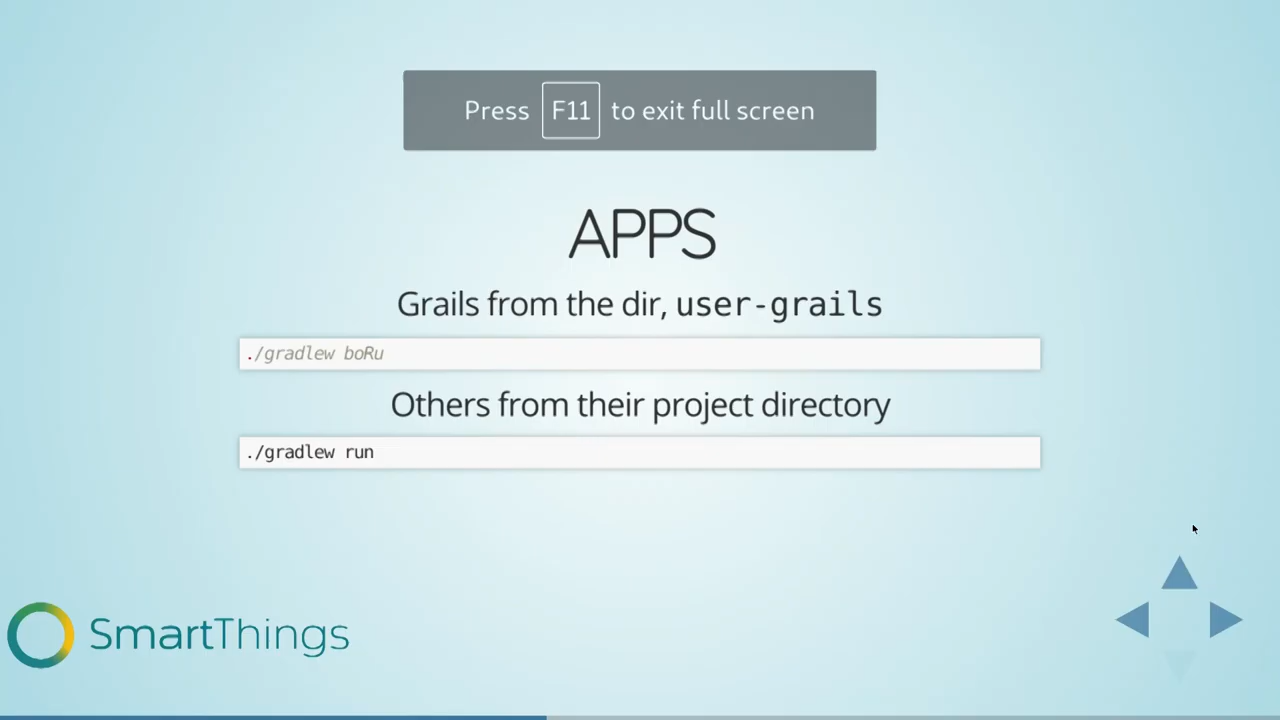 Press F11 to exit full screen
APPS
Grails from the dir, user-grails
./gradlew boRu
Others from their project directory
./gradlew run
SmartThings